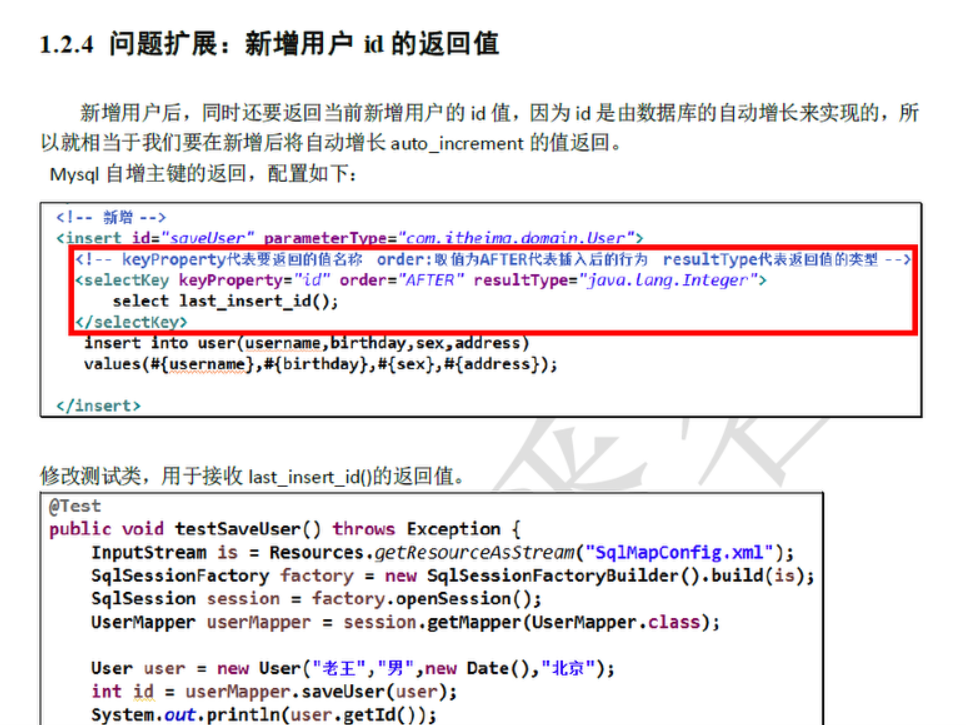 1.2.4 问题扩展：新增用户 id 的返回值
新增用户后，同时还要返回当前新增用户的 id 值，因为 id 是由数据库的自动增长来实现的，所
以就相当于我们要在新增后将自动增长 auto_increment 的值返回。
Mysql 自增主键的返回，配置如下：
<!-- 新增 -->
<insert id="saveUser" parameterType="com.itheima.domain.User">
<!-- keyProperty代表要返回的值名称 order:取值为AFTER代表插入后的行为 resultType代表返回值的类型 -->
<selectKey keyProperty="id" order="AFTER" resultType="java.lang.Integer">
select last_insert_id();
</selectKey>
insert into user(username,birthday,sex,address)
values(#{username},#{birthday},#{sex},#{address});
</insert>
修改测试类，用于接收 last_insert_id()的返回值。
@Test
public void testSaveUser() throws Exception {
InputStream is = Resources.getResourceAsStream("SqlMapConfig.xml");
SqlSessionFactory factory = new SqlSessionFactoryBuilder().build(is);
SqlSession session = factory.openSession();
UserMapper userMapper = session.getMapper(UserMapper.class);
User user = new User("老王","男",new Date(),"北京");
int id = userMapper.saveUser(user);
System.out.println(user.getId());